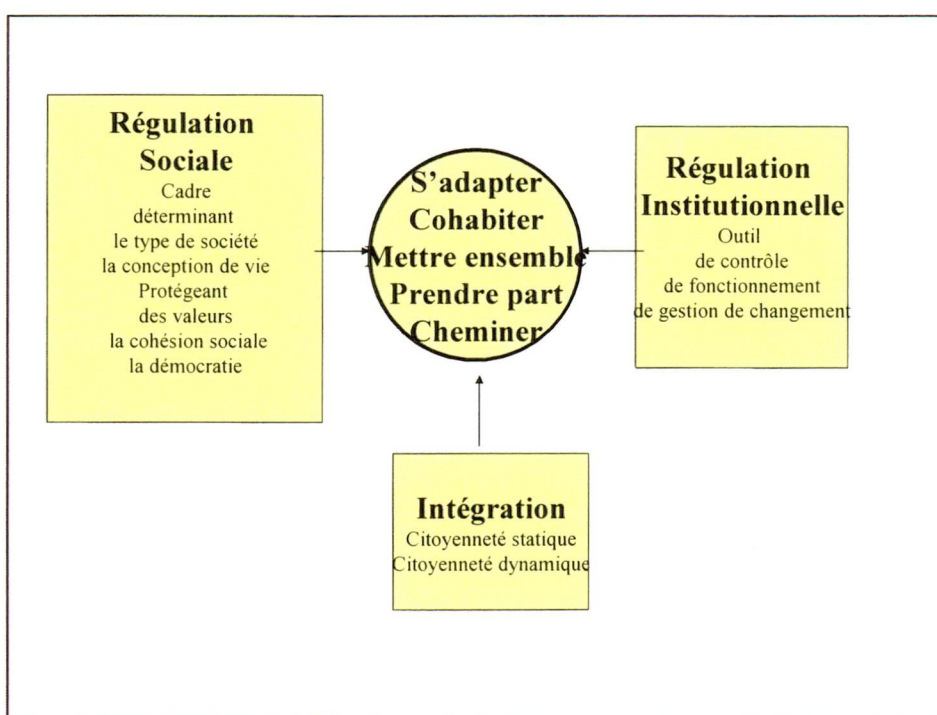 Régulation
Sociale
Cadre
déterminant
le type de société
la conception de vie
Protégeant
des valeurs
la cohésion sociale
la démocratie
S'adapter
Cohabiter
Mettre ensemble
Prendre part
Cheminer
Régulation
Institutionnelle
Outil
de contrôle
de fonctionnement
de gestion de changement
Intégration
Citoyenneté statique
Citoyenneté dynamique